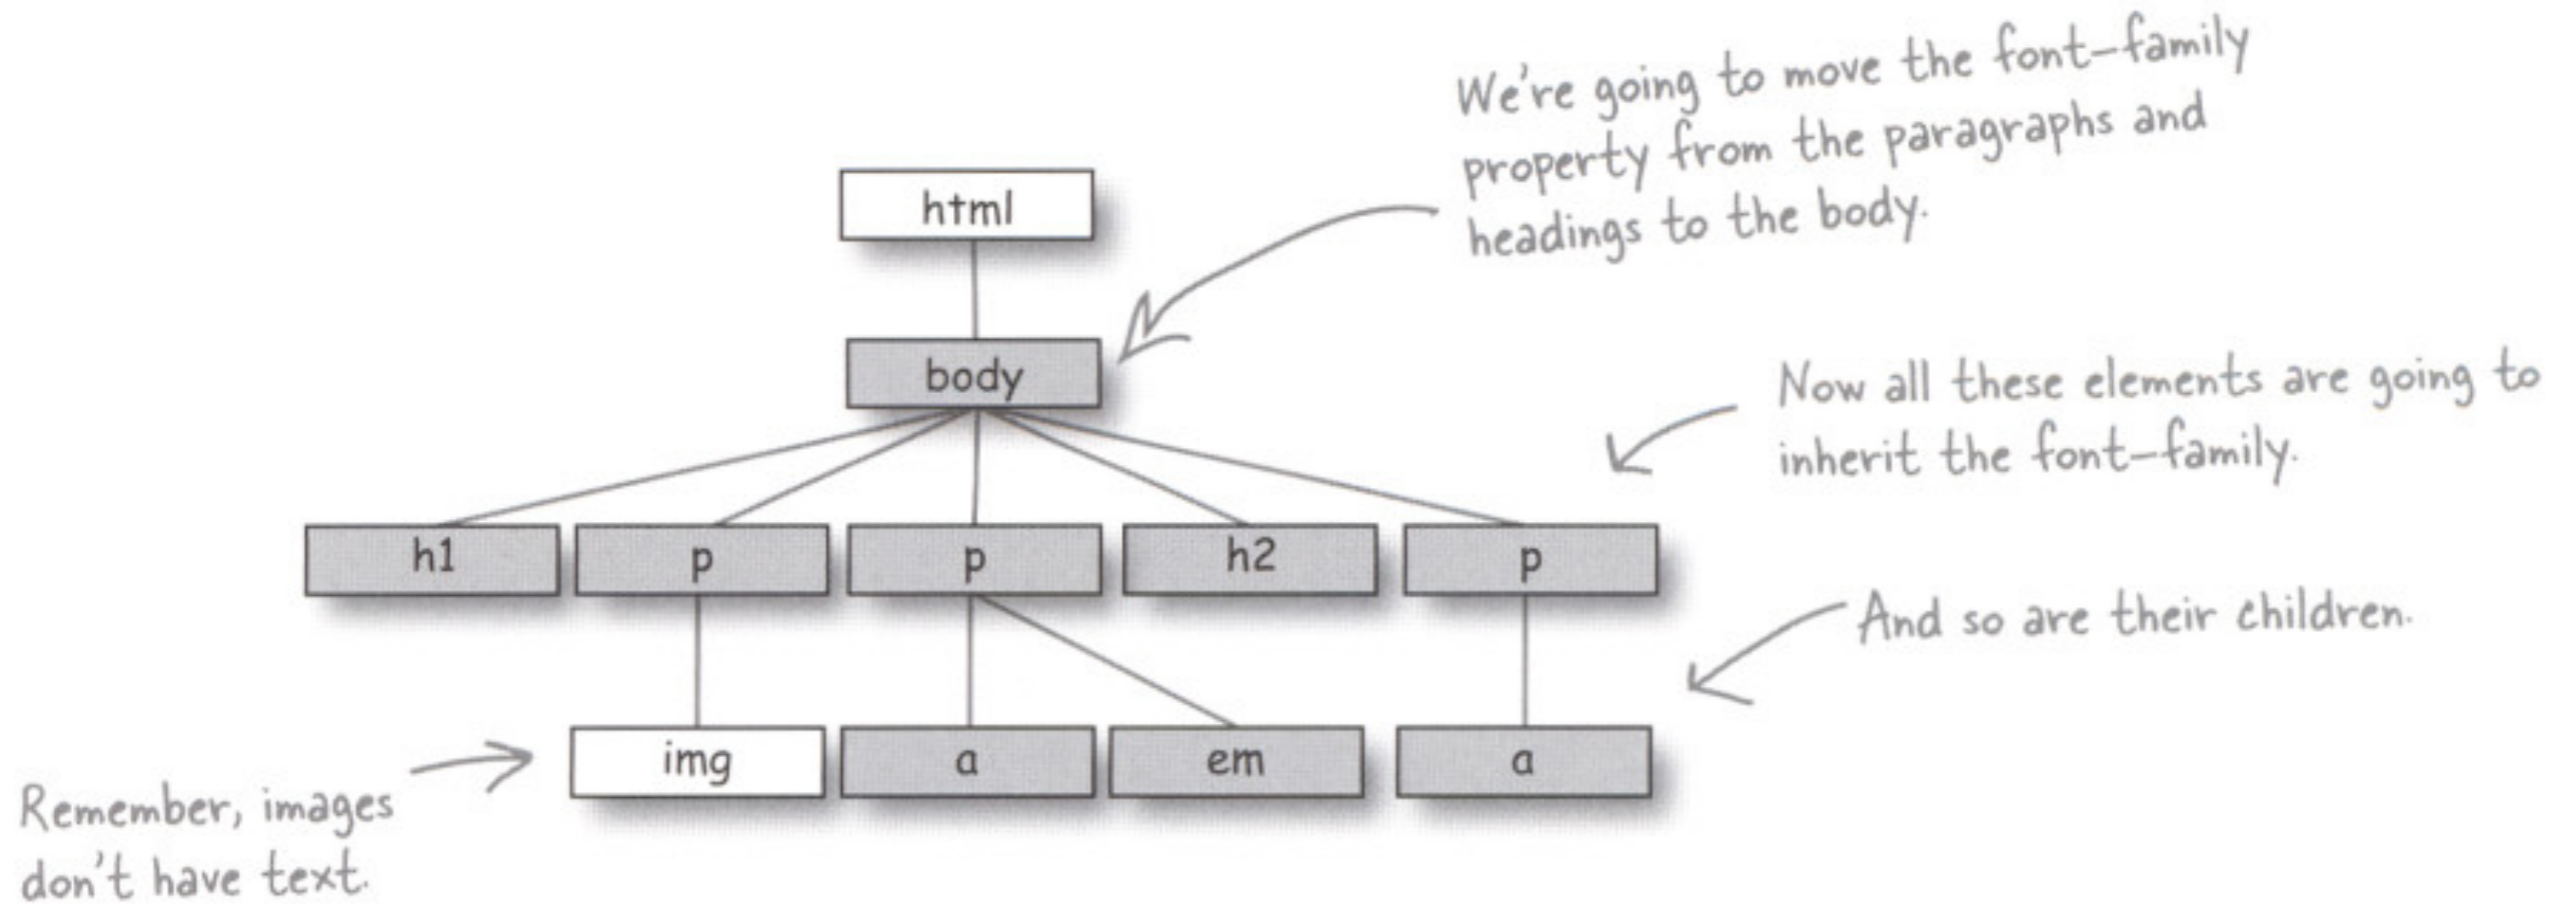 We're going to move the font-family
property from the paragraphs and
headings to the body.
html
body
Now all these elements are going to
inherit the font-family.
h1 p p h2 p
And so are their children.
img a em a
Remember, images
don't have text.